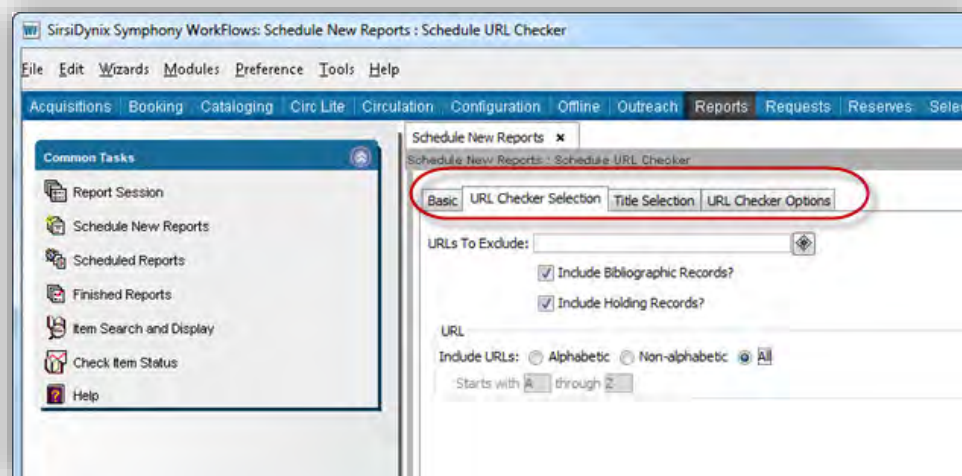 WF SirsiDynix Symphony WorkFlows: Schedule New Reports : Schedule URL Checker
File Edit Wizards Modules Preference Tools Help
Acquisitions Booking Cataloging Circ Lite Circulation Configuration Offline Outreach Reports Requests Reserves Selec
Schedule New Reports x
Schedule New Reports : Schedule URL Checker
Common Tasks
Report Session
Schedule New Reports
Scheduled Reports
Finished Reports
Item Search and Display
Check Item Status
Help
Basic URL Checker Selection Title Selection URL Checker Options
URLs To Exclude:
Include Bibliographic Records?
Include Holding Records?
URL
Include URLs: Alphabetic Non-alphabetic All
Starts with A through Z